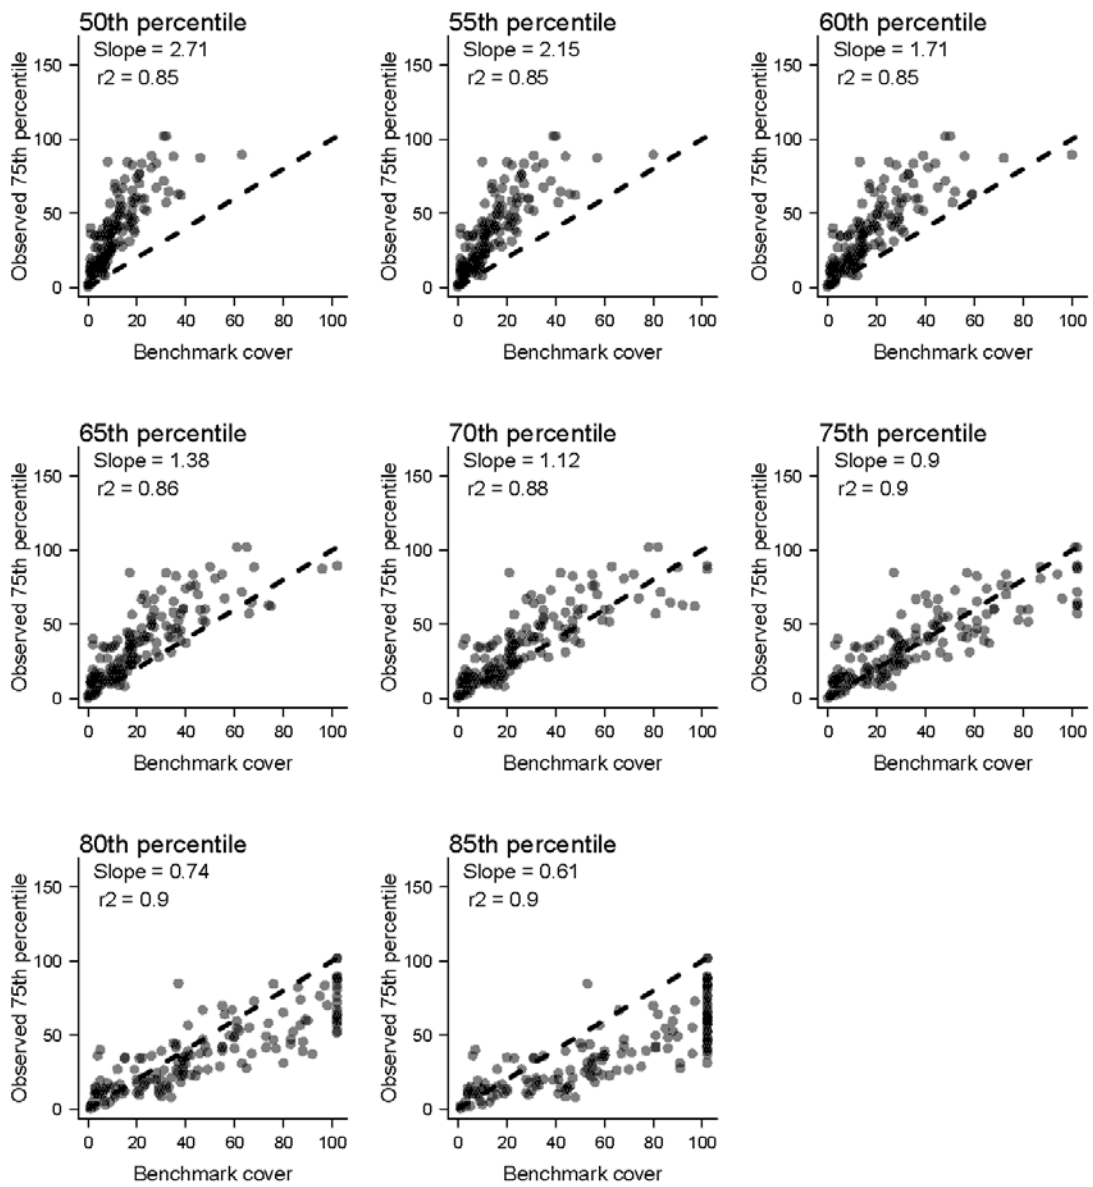 50th percentile
Slope = 2.71
r2 = 0.85
Observed 75th percentile
150
100
50
0
0 20 40 60 80 100
Benchmark cover
55th percentile
Slope = 2.15
r2 = 0.85
Observed 75th percentile
150
100
50
0
0 20 40 60 80 100
Benchmark cover
60th percentile
Slope = 1.71
r2 = 0.85
Observed 75th percentile
150
100
50
0
0 20 40 60 80 100
Benchmark cover
65th percentile
Slope = 1.38
r2 = 0.86
Observed 75th percentile
150
100
50
0
0 20 40 60 80 100
Benchmark cover
70th percentile
Slope = 1.12
r2 = 0.88
Observed 75th percentile
150
100
50
0
0 20 40 60 80 100
Benchmark cover
75th percentile
Slope = 0.9
r2 = 0.9
Observed 75th percentile
150
100
50
0
0 20 40 60 80 100
Benchmark cover
80th percentile
Slope = 0.74
r2 = 0.9
Observed 75th percentile
150
100
50
0
0 20 40 60 80 100
Benchmark cover
85th percentile
Slope = 0.61
r2 = 0.9
Observed 75th percentile
150
100
50
0
0 20 40 60 80 100
Benchmark cover